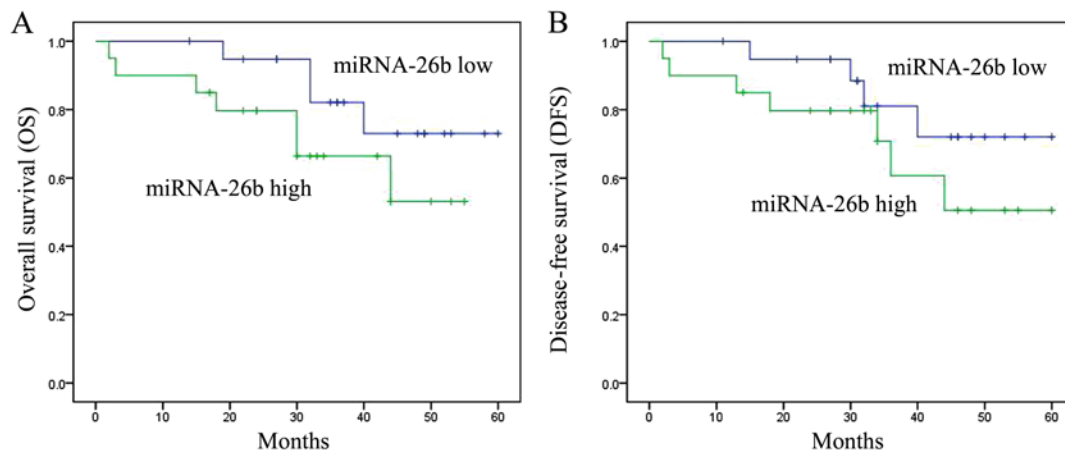 A
Overall survival (OS)
1.0
0.8
0.6
0.4
0.2
0.0
miRNA-26b low
miRNA-26b high
0 10 20 30 40 50 60
Months
B
Disease-free survival (DFS)
1.0
0.8
0.6
0.4
0.2
0.0
miRNA-26b low
miRNA-26b high
0 10 20 30 40 50 60
Months